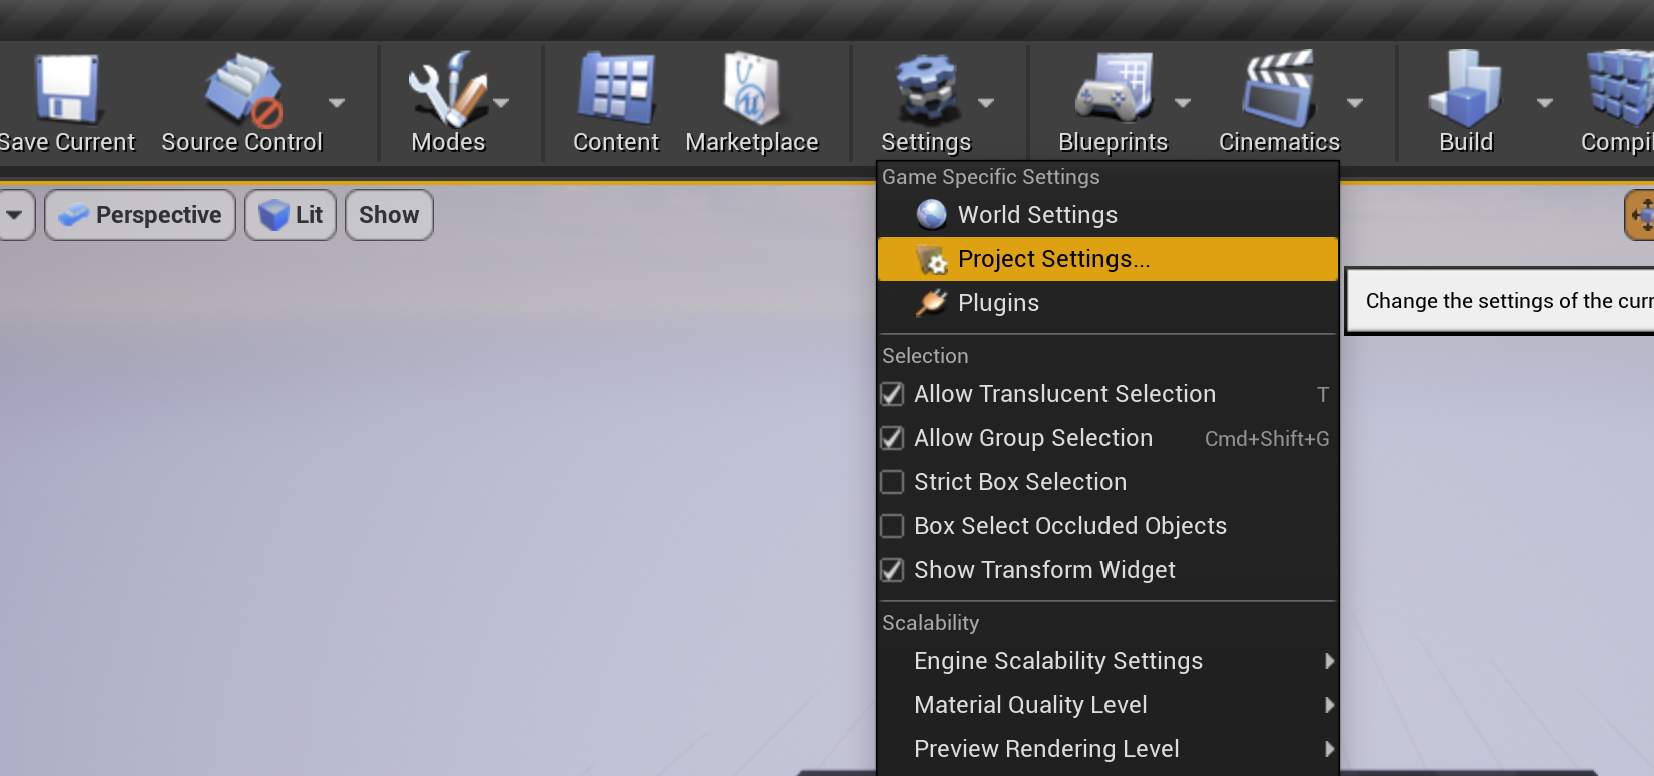 Save Current
Source Control
Modes
Content
Marketplace
Settings
Blueprints
Cinematics
Build
Compil
Perspective
Lit
Show
Game Specific Settings
World Settings
Project Settings...
Plugins
Change the settings of the curr
Selection
Allow Translucent Selection T
Allow Group Selection Cmd+Shift+G
Strict Box Selection
Box Select Occluded Objects
Show Transform Widget
Scalability
Engine Scalability Settings
Material Quality Level
Preview Rendering Level